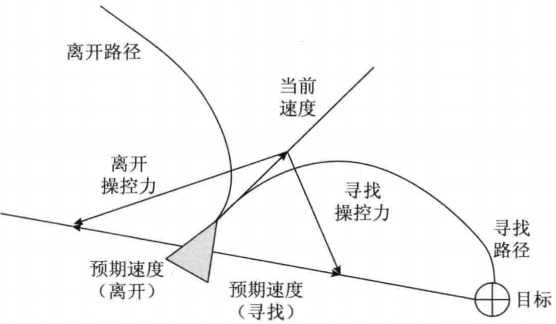 离开路径
当前
速度
离开
操控力
寻找
操控力
寻找
路径
预期速度
（离开）
预期速度
（寻找）
目标